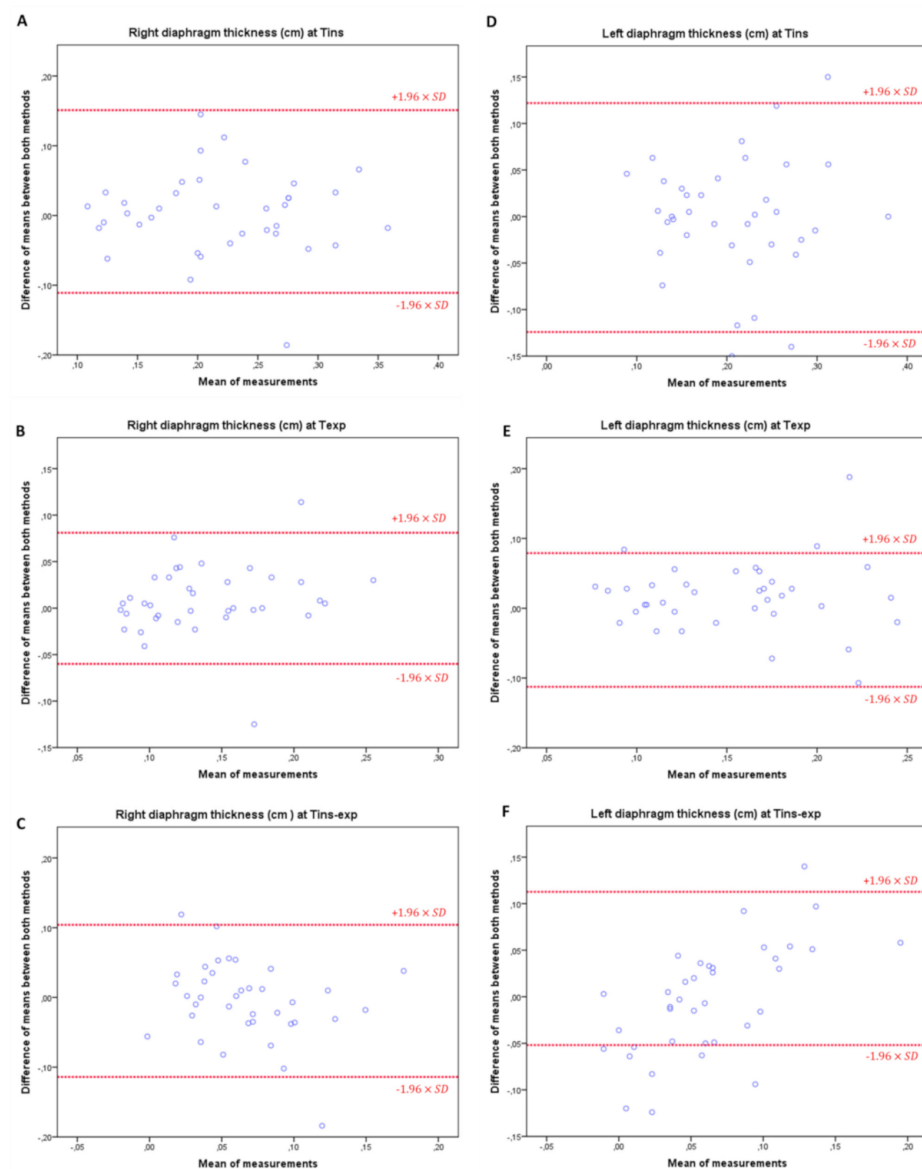 A
Right diaphragm thickness (cm) at Tins
Difference of means between both methods
,20
,10
,00
-,10
-,20
+1.96 × SD
-1.96 × SD
,00
,10
,15
,20
,25
,30
,35
,40
Mean of measurements
D
Left diaphragm thickness (cm) at Tins
Difference of means between both methods
,15
,10
,05
,00
-,05
-,10
-,15
+1.96 × SD
-1.96 × SD
,00
,10
,20
,30
,40
Mean of measurements
B
Right diaphragm thickness (cm) at Texp
Difference of means between both methods
,15
,10
,05
,00
-,05
-,10
-,15
+1.96 × SD
-1.96 × SD
,05
,10
,15
,20
,25
,30
Mean of measurements
E
Left diaphragm thickness (cm) at Texp
Difference of means between both methods
,20
,10
,00
-,10
-,20
+1.96 × SD
-1.96 × SD
,05
,10
,15
,20
,25
Mean of measurements
C
Right diaphragm thickness (cm ) at Tins-exp
Difference of means between both methods
,20
,10
,00
-,10
-,20
+1.96 × SD
-1.96 × SD
-,05
,00
,05
,10
,15
,20
Mean of measurements
F
Left diaphragm thickness (cm) at Tins-exp
Difference of means between both methods
,15
,10
,05
,00
-,05
-,10
-,15
+1.96 × SD
-1.96 × SD
-,05
,00
,05
,10
,15
,20
Mean of measurements